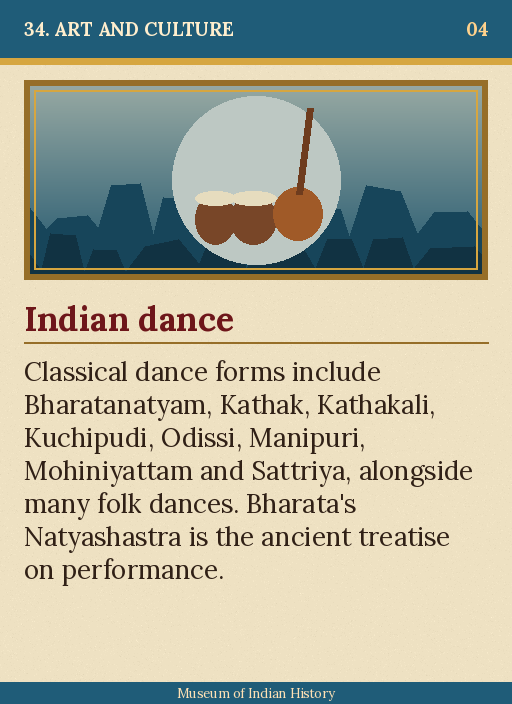 34. ART AND CULTURE
04
Indian dance
Classical dance forms include
Bharatanatyam, Kathak, Kathakali,
Kuchipudi, Odissi, Manipuri,
Mohiniyattam and Sattriya, alongside
many folk dances. Bharata's
Natyashastra is the ancient treatise
on performance.
Museum of Indian History